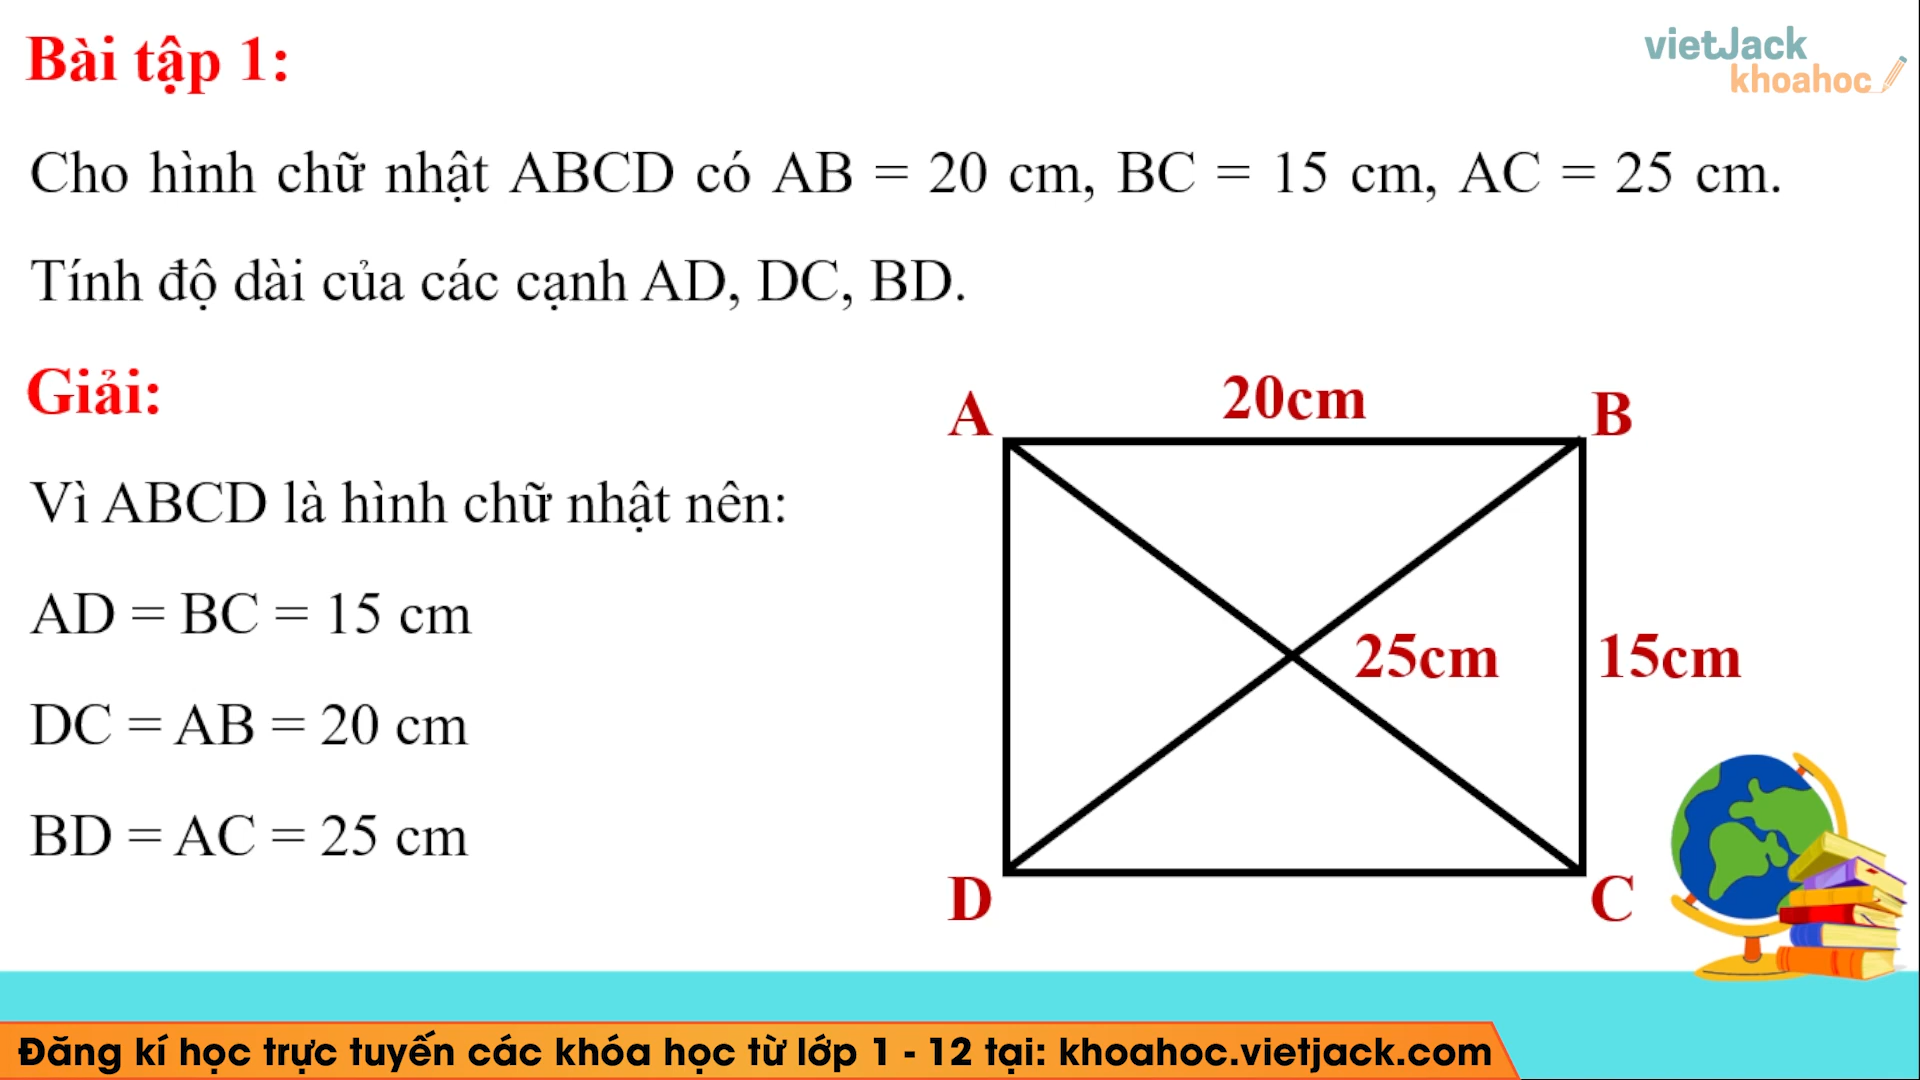 Bài tập 1:
vietJack
khoahoc
Cho hình chữ nhật ABCD có AB = 20 cm, BC = 15 cm, AC = 25 cm.
Tính độ dài của các cạnh AD, DC, BD.
Giải:
Vì ABCD là hình chữ nhật nên:
AD = BC = 15 cm
DC = AB = 20 cm
BD = AC = 25 cm
A
20cm
B
25cm
15cm
D
C
Đăng kí học trực tuyến các khóa học từ lớp 1 - 12 tại: khoahoc.vietjack.com